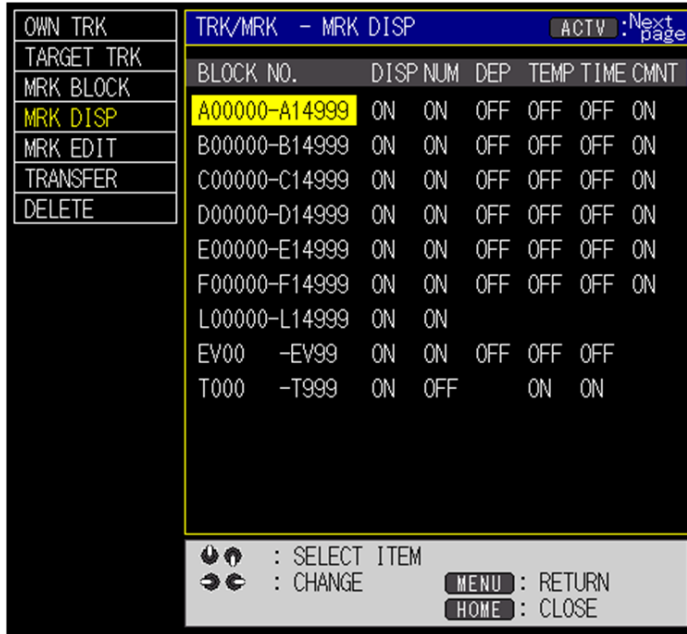 OWN TRK
TARGET TRK
MRK BLOCK
MRK DISP
MRK EDIT
TRANSFER
DELETE
TRK/MRK - MRK DISP ACTV :Next page
BLOCK NO. DISP NUM DEP TEMP TIME CMNT
A00000-A14999 ON ON OFF OFF OFF ON
B00000-B14999 ON ON OFF OFF OFF ON
C00000-C14999 ON ON OFF OFF OFF ON
D00000-D14999 ON ON OFF OFF OFF ON
E00000-E14999 ON ON OFF OFF OFF ON
F00000-F14999 ON ON OFF OFF OFF ON
L00000-L14999 ON ON
EV00 -EV99 ON ON OFF OFF OFF
T000 -T999 ON OFF ON ON
: SELECT ITEM
: CHANGE MENU : RETURN
HOME : CLOSE